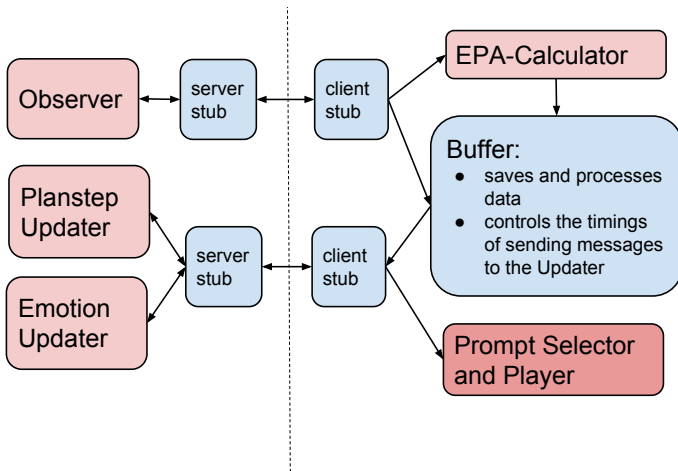 Observer
server
stub
client
stub
EPA-Calculator
Buffer:
● saves and processes
data
● controls the timings
of sending messages
to the Updater
Planstep
Updater
Emotion
Updater
server
stub
client
stub
Prompt Selector
and Player